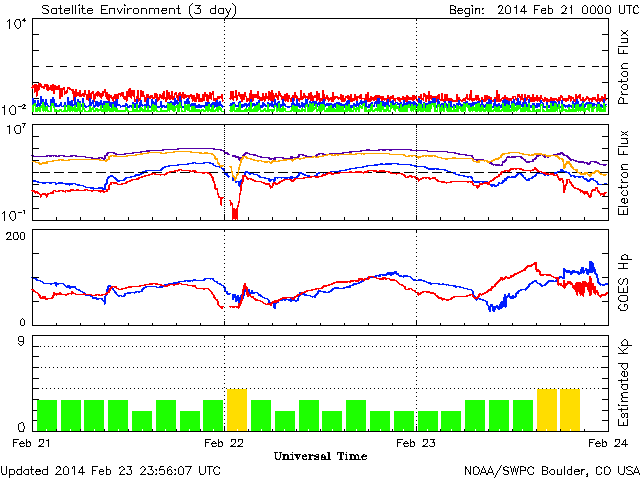 Satellite Environment (3 day) Begin: 2014 Feb 21 0000 UTC
10⁴
10⁻²
Proton Flux
10⁷
10⁻¹
Electron Flux
200
0
GOES Hp
9
0
Estimated Kp
Feb 21 Feb 22 Feb 23 Feb 24
Universal Time
Updated 2014 Feb 23 23:56:07 UTC NOAA/SWPC Boulder, CO USA